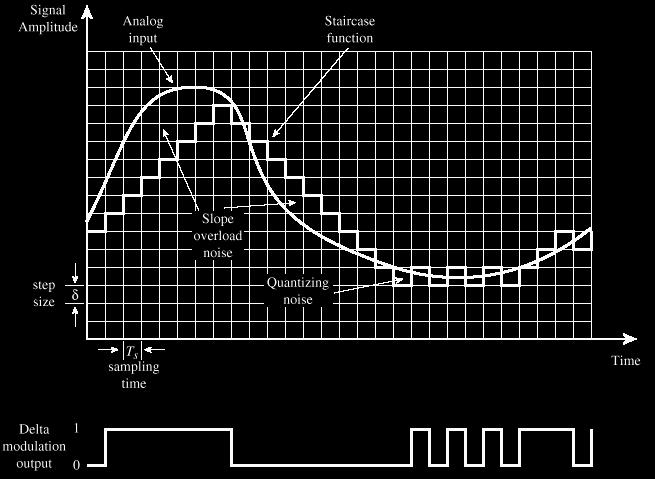 Signal
Amplitude
Analog
input
Staircase
function
Slope
overload
noise
Quantizing
noise
step
size
δ
Ts
sampling
time
Time
Delta
modulation
output
1
0